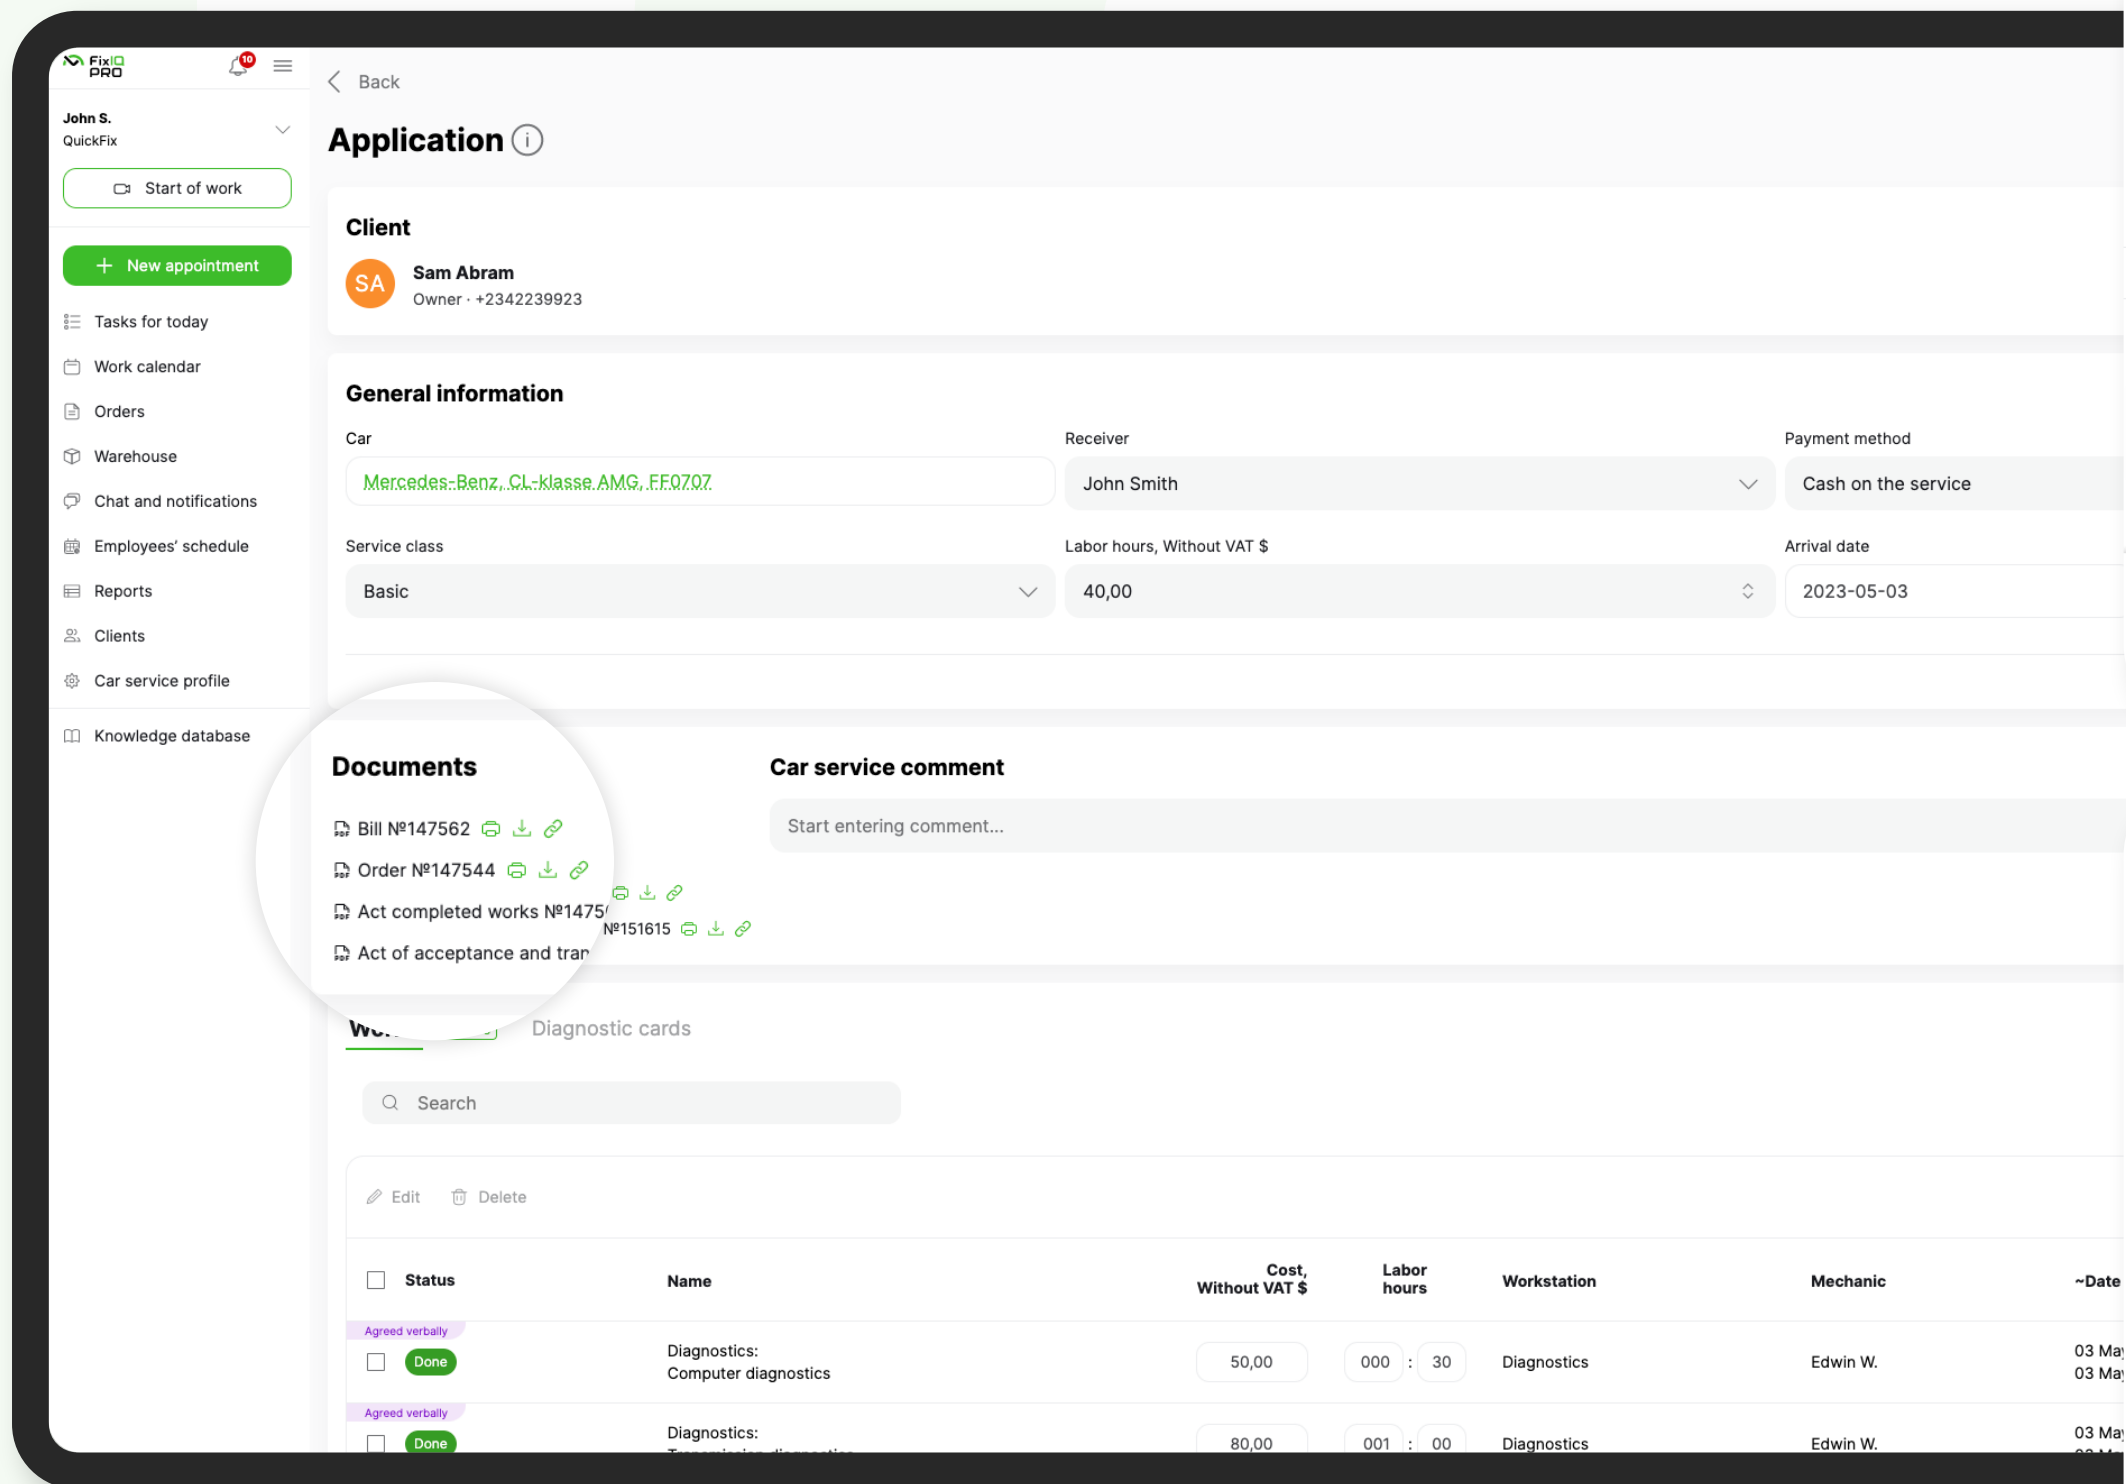 FixIQ
PRO
10
John S.
QuickFix
Start of work
New appointment
Tasks for today
Work calendar
Orders
Warehouse
Chat and notifications
Employees' schedule
Reports
Clients
Car service profile
Knowledge database
Back
Application
Client
SA
Sam Abram
Owner · +2342239923
General information
Car
Receiver
Payment method
Mercedes-Benz, CL-klasse AMG, FF0707
John Smith
Cash on the service
Service class
Labor hours, Without VAT $
Arrival date
Basic
40,00
2023-05-03
Documents
Bill №147562
Order №147544
Act completed works №1475
Act of acceptance and tran
№151615
Car service comment
Start entering comment...
Diagnostic cards
Search
Edit Delete
Status
Name
Cost,
Without VAT $
Labor
hours
Workstation
Mechanic
~Date
Agreed verbally
Done
Diagnostics:
Computer diagnostics
50,00
000 : 30
Diagnostics
Edwin W.
03 May
03 May
Agreed verbally
Done
Diagnostics:
80,00
001 : 00
Diagnostics
Edwin W.
03 May